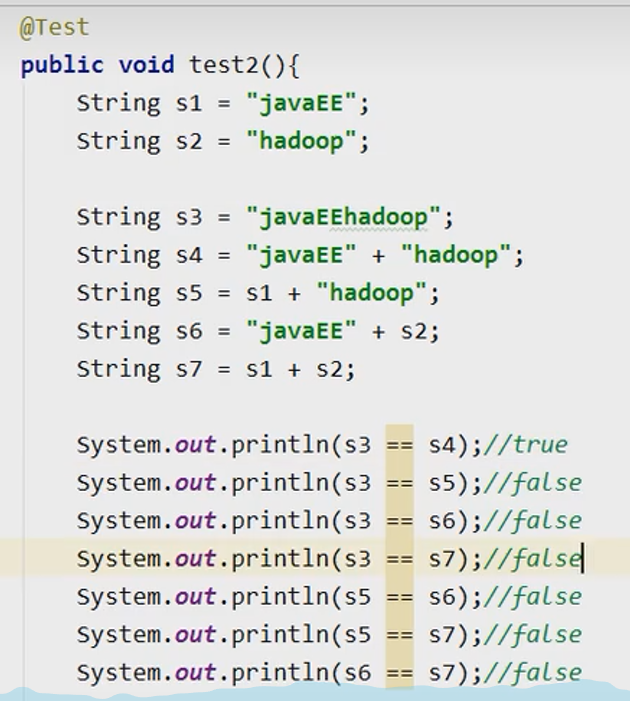 @Test
public void test2(){
    String s1 = "javaEE";
    String s2 = "hadoop";
    String s3 = "javaEEhadoop";
    String s4 = "javaEE" + "hadoop";
    String s5 = s1 + "hadoop";
    String s6 = "javaEE" + s2;
    String s7 = s1 + s2;
    System.out.println(s3 == s4);//true
    System.out.println(s3 == s5);//false
    System.out.println(s3 == s6);//false
    System.out.println(s3 == s7);//false
    System.out.println(s5 == s6);//false
    System.out.println(s5 == s7);//false
    System.out.println(s6 == s7);//false